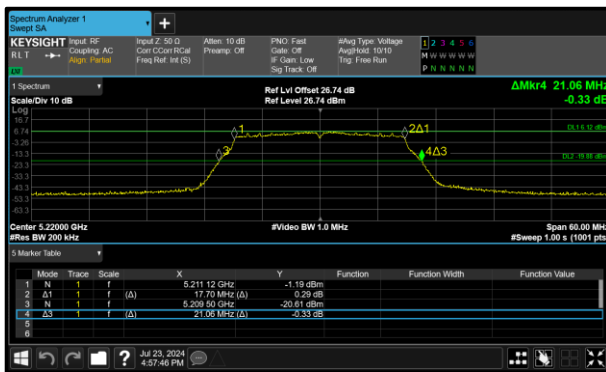 Spectrum Analyzer 1
Swept SA
+
KEYSIGHT Input: RF Input Z: 50 Ω Atten: 10 dB PNO: Fast #Avg Type: Voltage 1 2 3 4 5 6
RLT Coupling: AC Corr CCorr RCal Preamp: Off Gate: Off Avg|Hold: 10/10 M W W W W W
Align: Partial Freq Ref: Int (S) IF Gain: Low Trig: Free Run P N N N N N
Sig Track: Off
1 Spectrum Ref Lvl Offset 26.74 dB ΔMkr4 21.06 MHz
Scale/Div 10 dB Ref Level 26.74 dBm -0.33 dB
Log
16.7
6.74 1 2Δ1 DL1 6.12 dBm
-3.26
-13.3 3 4Δ3 DL2 -19.88 dBm
-23.3
-33.3
-43.3
-53.3
-63.3
Center 5.22000 GHz #Video BW 1.0 MHz Span 60.00 MHz
#Res BW 200 kHz #Sweep 1.00 s (1001 pts)
5 Marker Table
Mode Trace Scale X Y Function Function Width Function Value
1 N 1 f 5.211 12 GHz -1.19 dBm
2 Δ1 1 f (Δ) 17.70 MHz (Δ) 0.29 dB
3 N 1 f 5.209 50 GHz -20.61 dBm
4 Δ3 1 f (Δ) 21.06 MHz (Δ) -0.33 dB
5
6
? Jul 23, 2024
4:57:46 PM